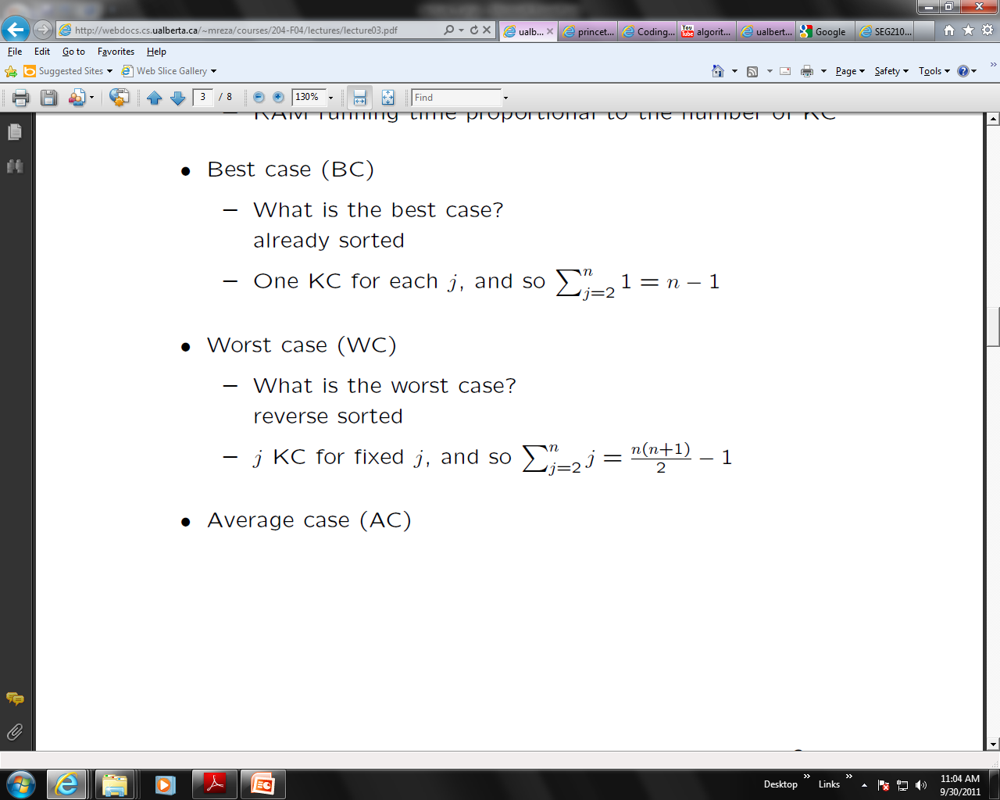 http://webdocs.cs.ualberta.ca/~mreza/courses/204-F04/lectures/lecture03.pdf
ualb...
princet...
Coding...
algorit...
ualbert...
Google
SEG210...
File Edit Go to Favorites Help
Suggested Sites Web Slice Gallery Page Safety Tools
3 / 8 130% Find
– RAM running time proportional to the number of KC
• Best case (BC)
– What is the best case?
already sorted
– One KC for each j, and so ∑ⁿⱼ₌₂ 1 = n − 1
• Worst case (WC)
– What is the worst case?
reverse sorted
– j KC for fixed j, and so ∑ⁿⱼ₌₂ j = n(n+1)/2 − 1
• Average case (AC)
Desktop » Links »
11:04 AM
9/30/2011